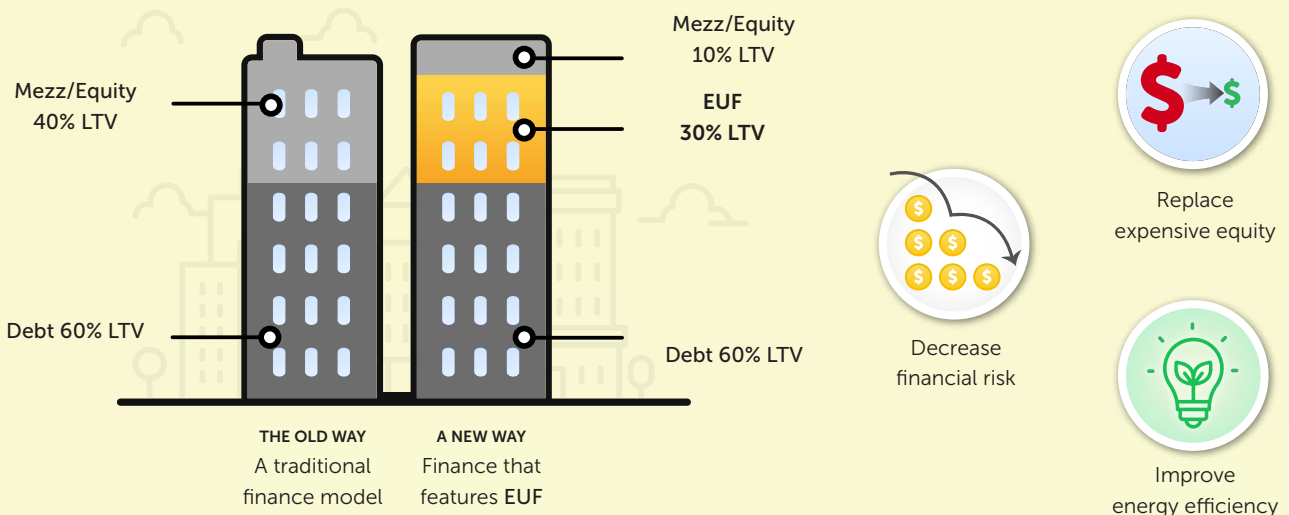 Mezz/Equity
40% LTV
Debt 60% LTV
Mezz/Equity
10% LTV
EUF
30% LTV
Debt 60% LTV
THE OLD WAY
A traditional
finance model
A NEW WAY
Finance that
features EUF
$
$
$ $
$ $ $
Decrease
financial risk
$ $
Replace
expensive equity
Improve
energy efficiency